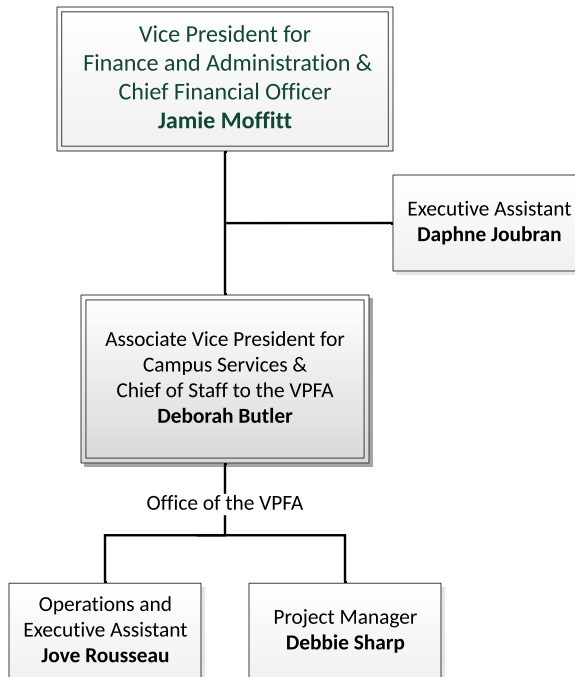 Vice President for
Finance and Administration &
Chief Financial Officer
Jamie Moffitt
Executive Assistant
Daphne Joubran
Associate Vice President for
Campus Services &
Chief of Staff to the VPFA
Deborah Butler
Office of the VPFA
Operations and
Executive Assistant
Jove Rousseau
Project Manager
Debbie Sharp